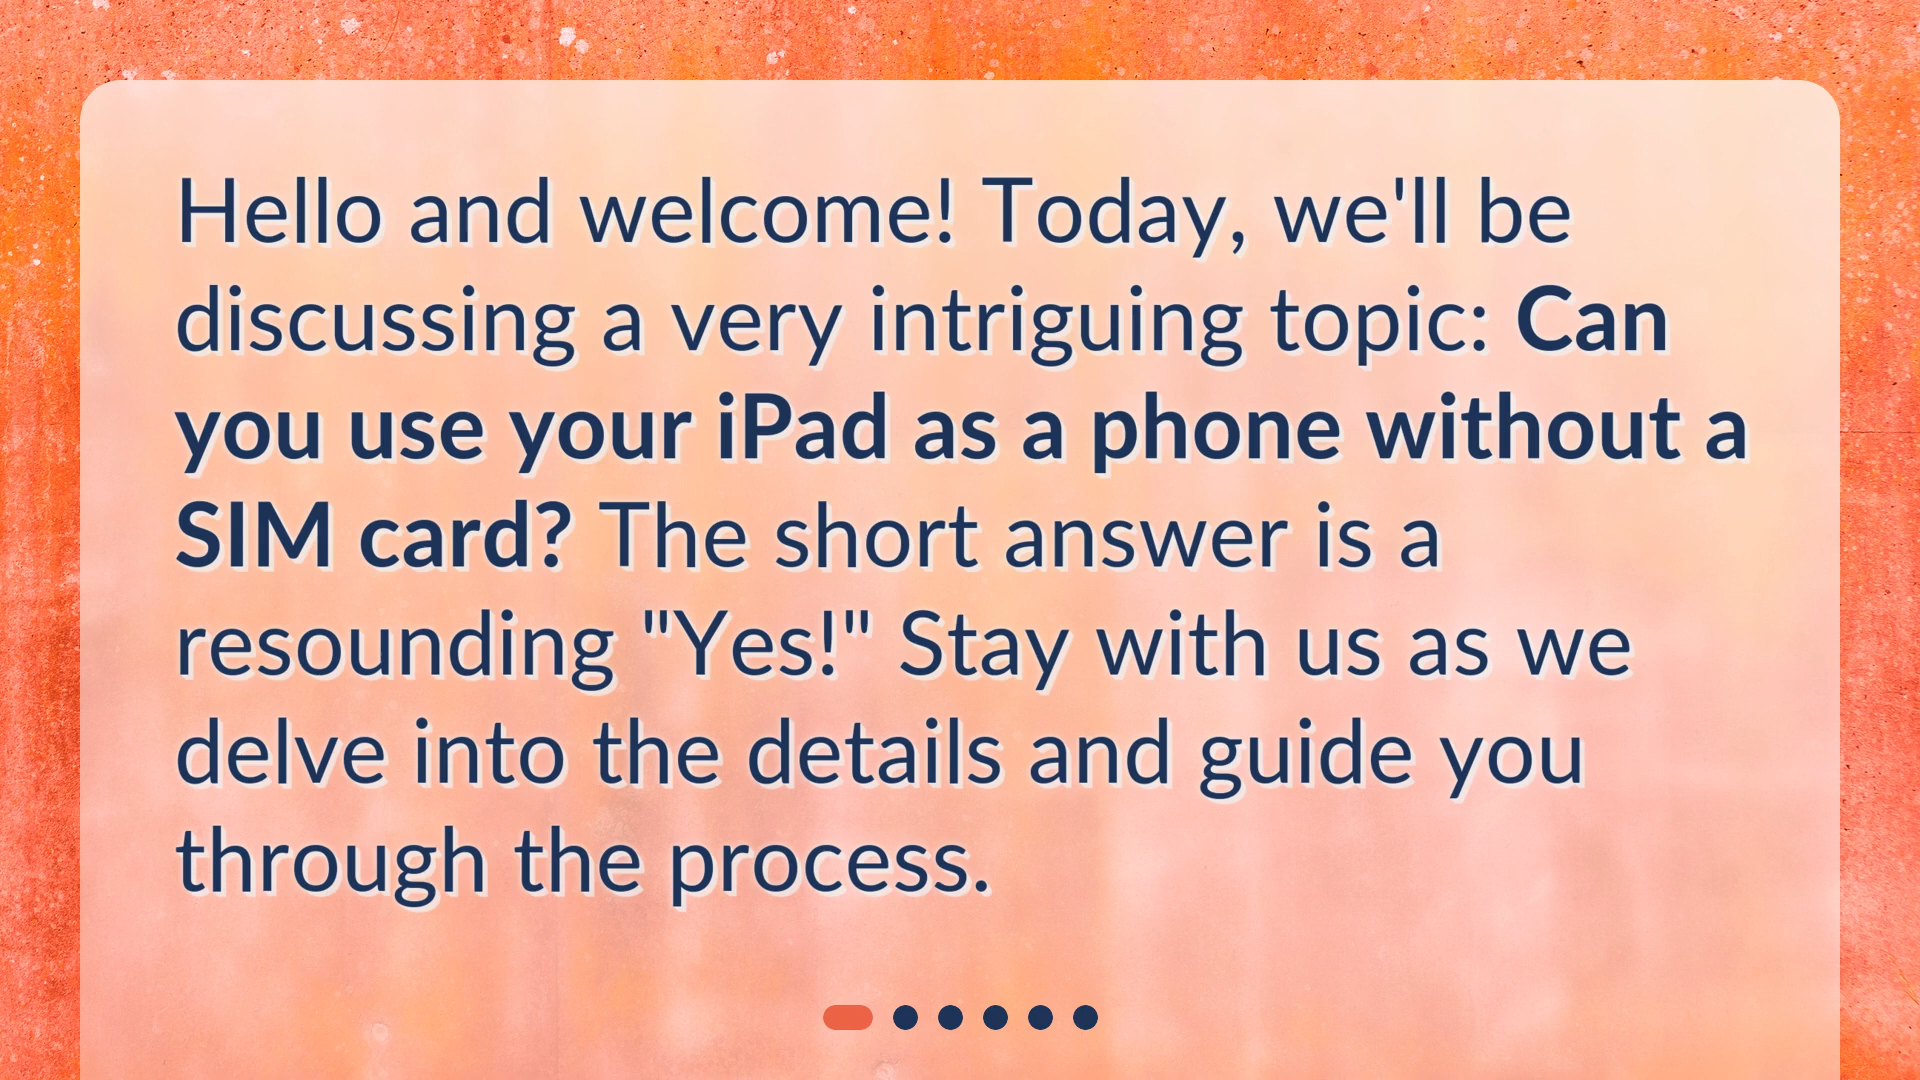 Hello and welcome! Today, we'll be
discussing a very intriguing topic: Can
you use your iPad as a phone without a
SIM card? The short answer is a
resounding "Yes!" Stay with us as we
delve into the details and guide you
through the process.